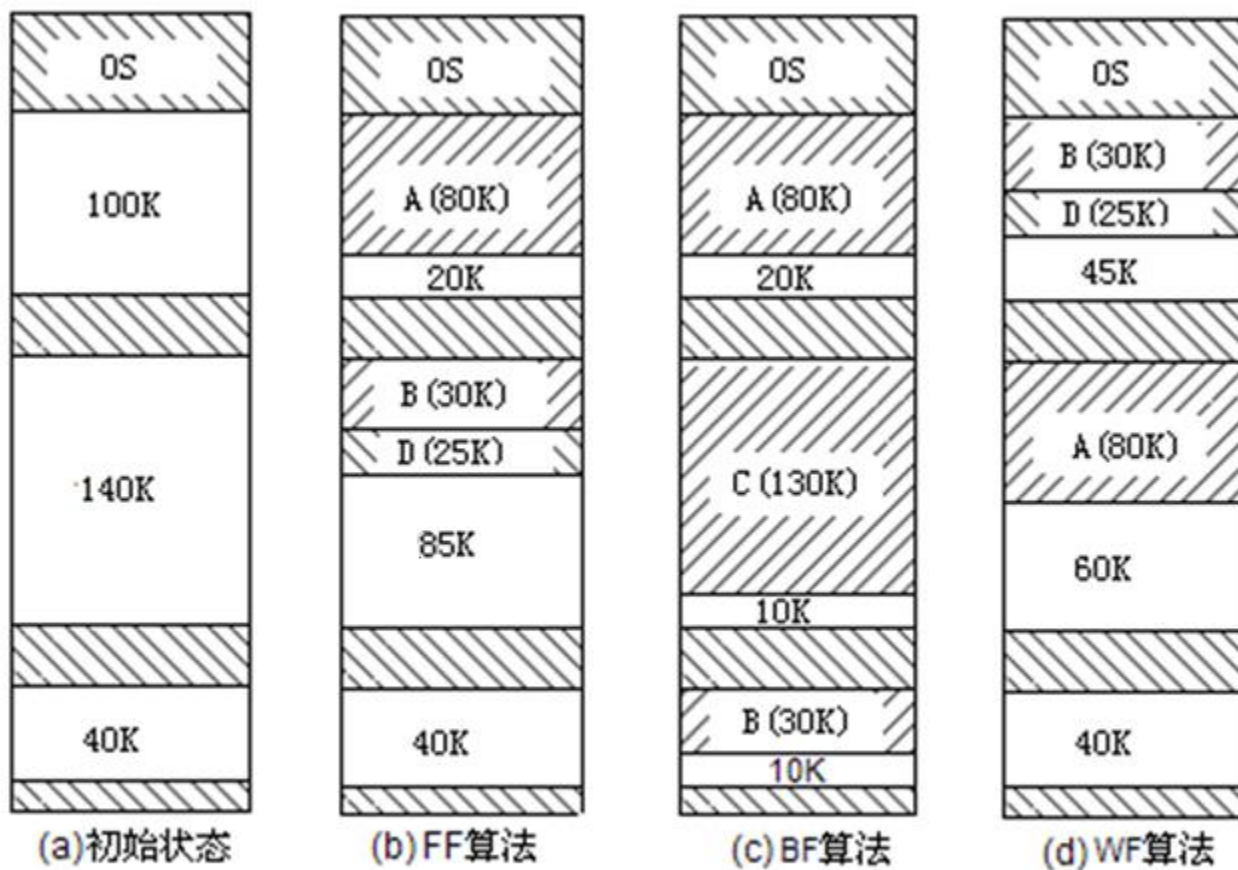 OS
100K
140K
40K
(a)初始状态
OS
A(80K)
20K
B(30K)
D(25K)
85K
40K
(b)FF算法
OS
A(80K)
20K
C(130K)
10K
B(30K)
10K
(c)BF算法
OS
B(30K)
D(25K)
45K
A(80K)
60K
40K
(d)WF算法